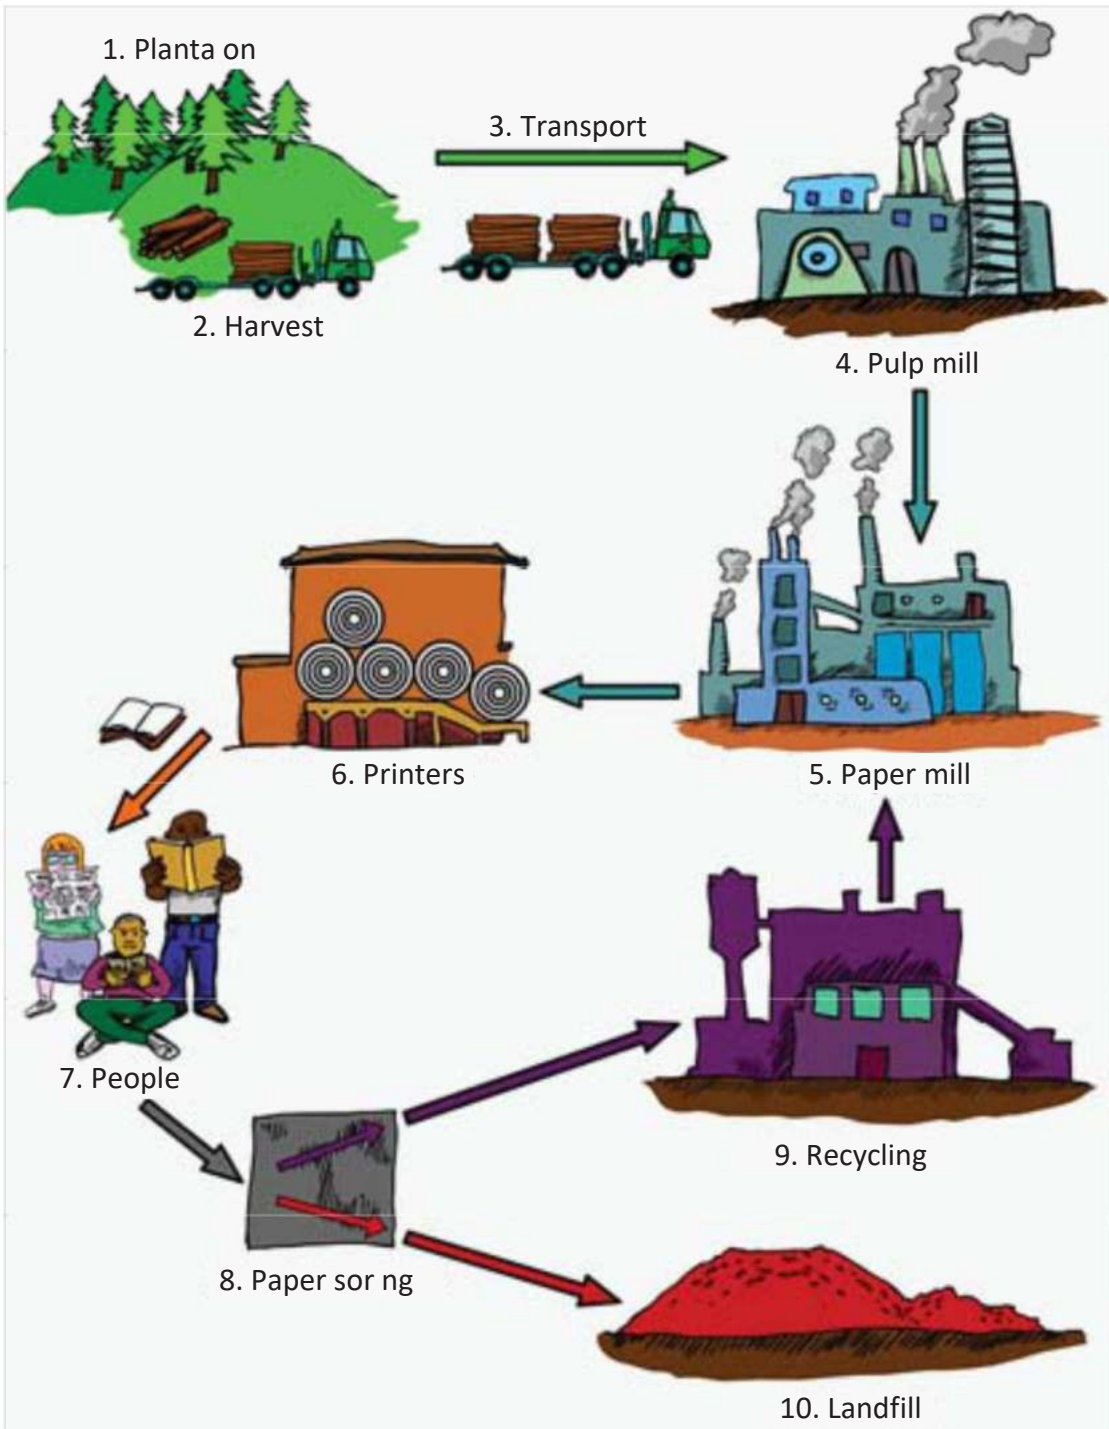 1. Planta on
2. Harvest
3. Transport
4. Pulp mill
5. Paper mill
6. Printers
7. People
8. Paper sor ng
9. Recycling
10. Landfill